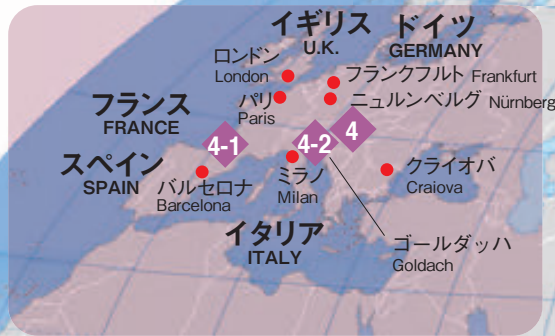 イギリス
U.K.
ドイツ
GERMANY
ロンドン
London
フランクフルト Frankfurt
パリ
Paris
ニュルンベルグ Nürnberg
フランス
FRANCE
4-1
4-2
4
スペイン
SPAIN
バルセロナ
Barcelona
ミラノ
Milan
クライオバ
Craiova
イタリア
ITALY
ゴールダッハ
Goldach